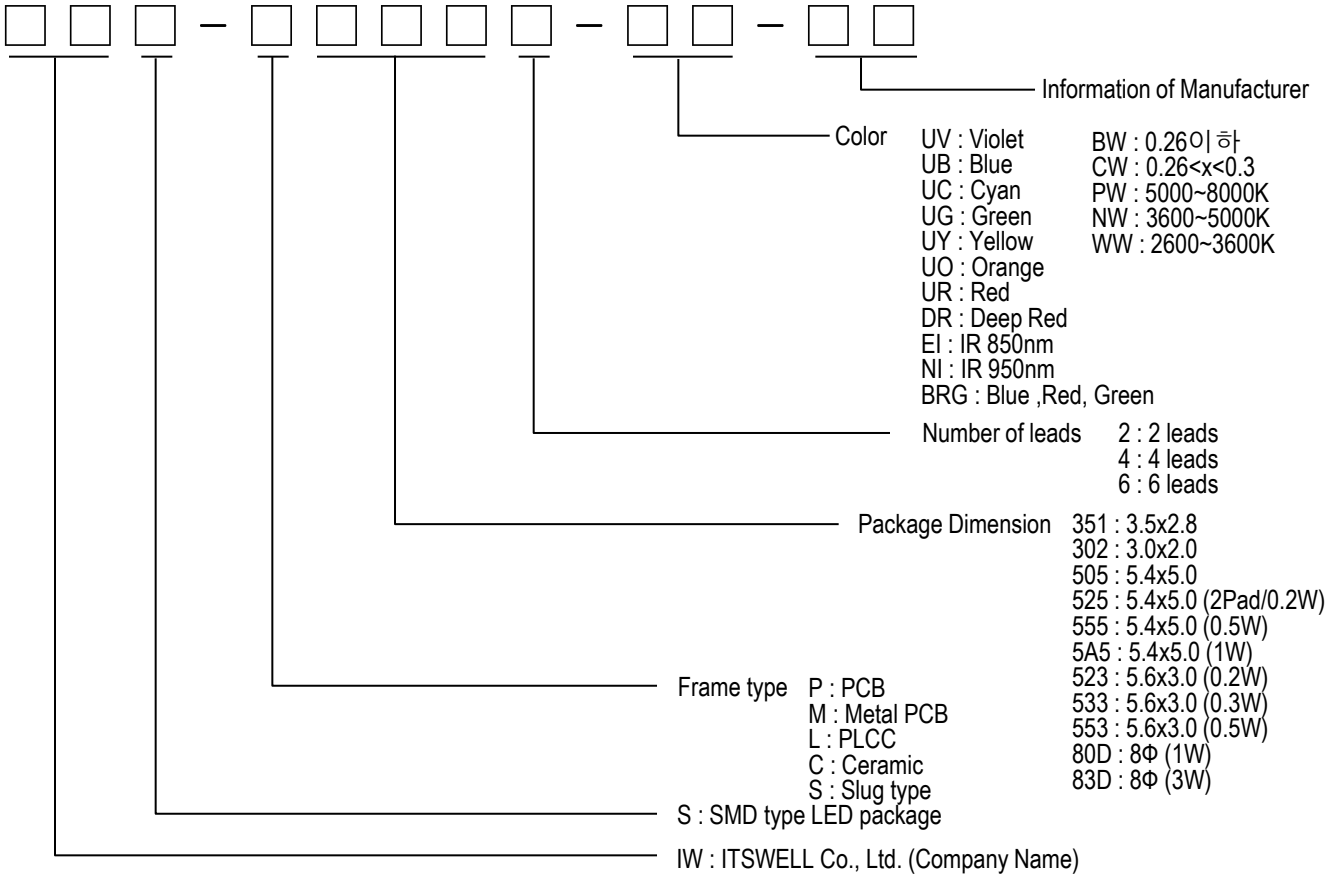 Information of Manufacturer
Color UV : Violet BW : 0.26이하
UB : Blue CW : 0.26<x<0.3
UC : Cyan PW : 5000~8000K
UG : Green NW : 3600~5000K
UY : Yellow WW : 2600~3600K
UO : Orange
UR : Red
DR : Deep Red
EI : IR 850nm
NI : IR 950nm
BRG : Blue ,Red, Green
Number of leads 2 : 2 leads
4 : 4 leads
6 : 6 leads
Package Dimension 351 : 3.5x2.8
302 : 3.0x2.0
505 : 5.4x5.0
525 : 5.4x5.0 (2Pad/0.2W)
555 : 5.4x5.0 (0.5W)
5A5 : 5.4x5.0 (1W)
523 : 5.6x3.0 (0.2W)
533 : 5.6x3.0 (0.3W)
553 : 5.6x3.0 (0.5W)
80D : 8Φ (1W)
83D : 8Φ (3W)
Frame type P : PCB
M : Metal PCB
L : PLCC
C : Ceramic
S : Slug type
S : SMD type LED package
IW : ITSWELL Co., Ltd. (Company Name)